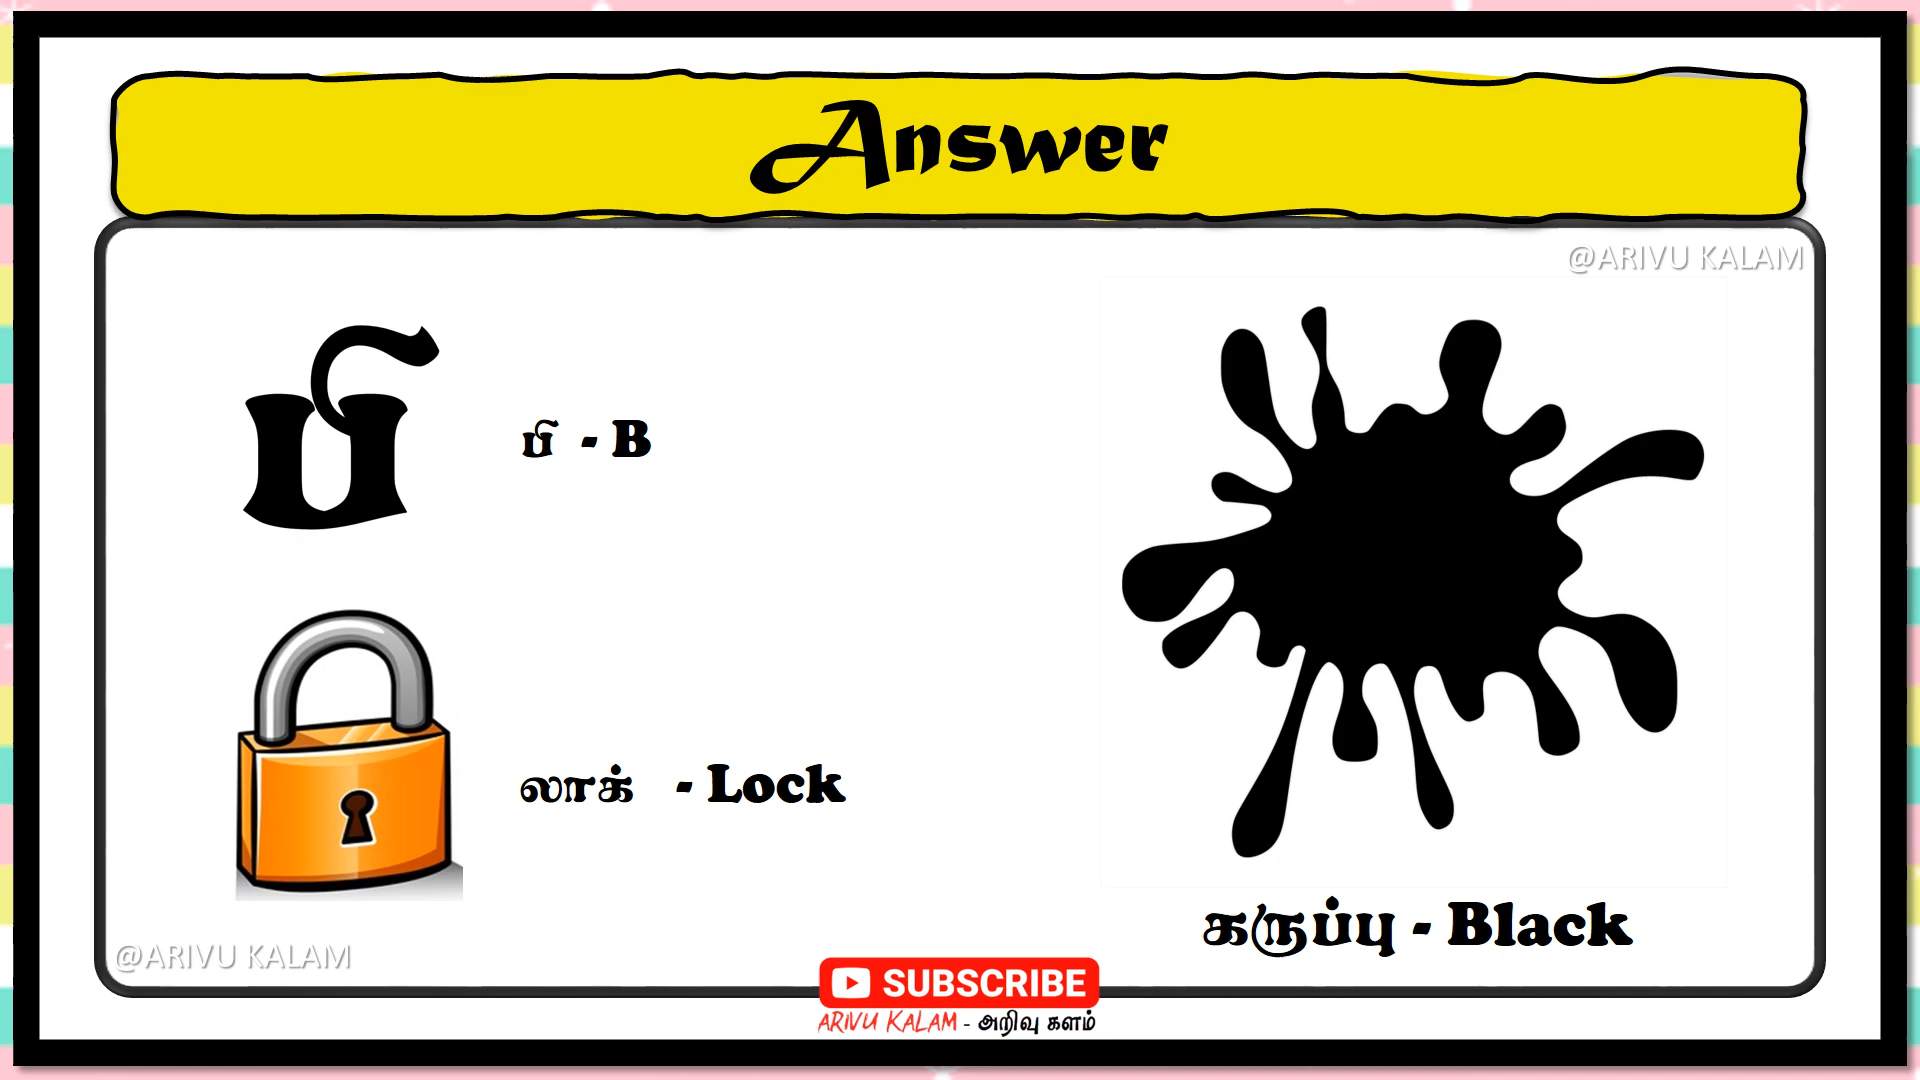 Answer
@ARIVU KALAM
பி
பி - B
லாக் - Lock
கருப்பு - Black
@ARIVU KALAM
SUBSCRIBE
ARIVU KALAM - அறிவு களம்